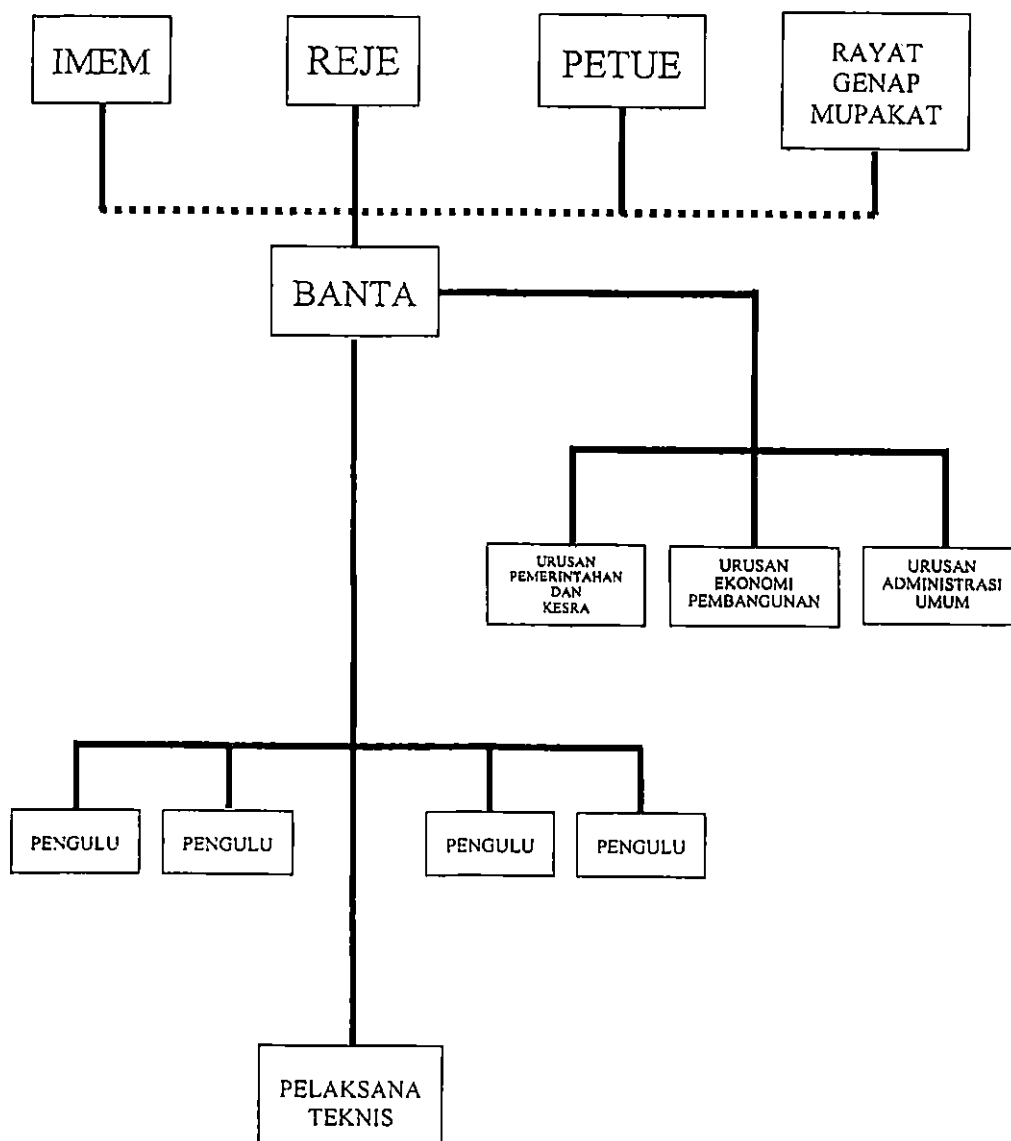 IMEM
REJE
PETUE
RAYAT
GENAP
MUPAKAT
BANTA
URUSAN
PEMERINTAHAN
DAN
KESRA
URUSAN
EKONOMI
PEMBANGUNAN
URUSAN
ADMINISTRASI
UMUM
PENGULU
PENGULU
PENGULU
PENGULU
PELAKSANA
TEKNIS